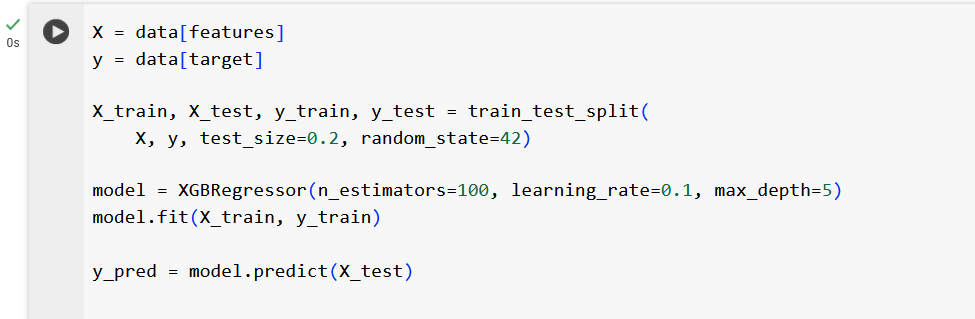 X = data[features]
y = data[target]
X_train, X_test, y_train, y_test = train_test_split(
    X, y, test_size=0.2, random_state=42)
model = XGBRegressor(n_estimators=100, learning_rate=0.1, max_depth=5)
model.fit(X_train, y_train)
y_pred = model.predict(X_test)
0s